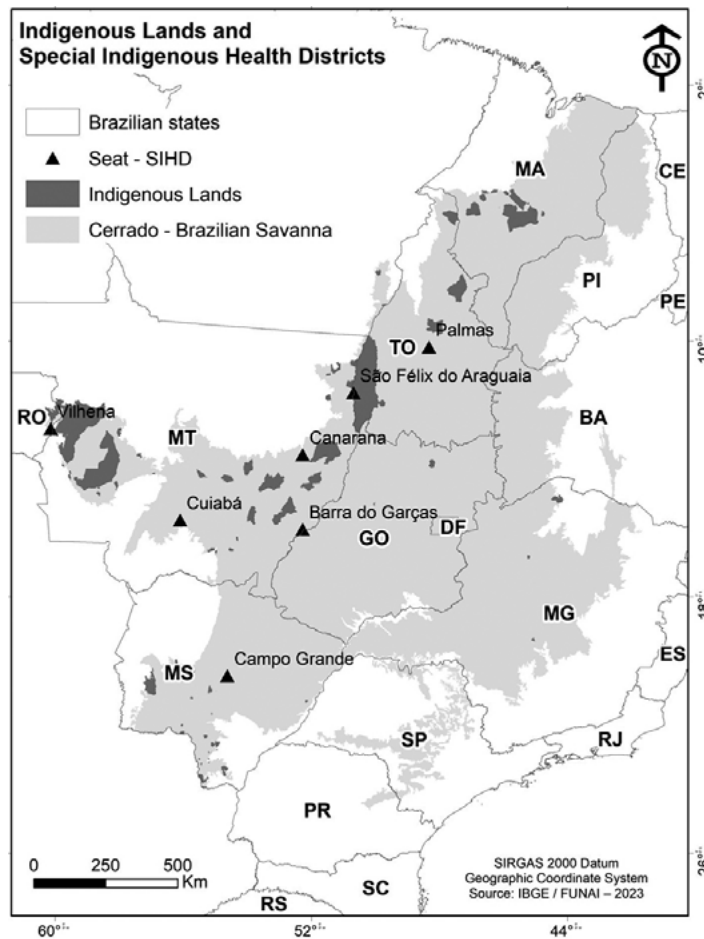 Indigenous Lands and
Special Indigenous Health Districts
N
Brazilian states
Seat - SIHD
Indigenous Lands
Cerrado - Brazilian Savanna
MA
CE
PI
PE
Palmas
TO
São Félix do Araguaia
RO
Vilhena
MT
Canarana
BA
Cuiabá
Barra do Garças
GO
DF
MG
ES
MS
Campo Grande
SP
RJ
PR
SC
RS
0 250 500
Km
SIRGAS 2000 Datum
Geographic Coordinate System
Source: IBGE / FUNAI – 2023
60°
52°
44°